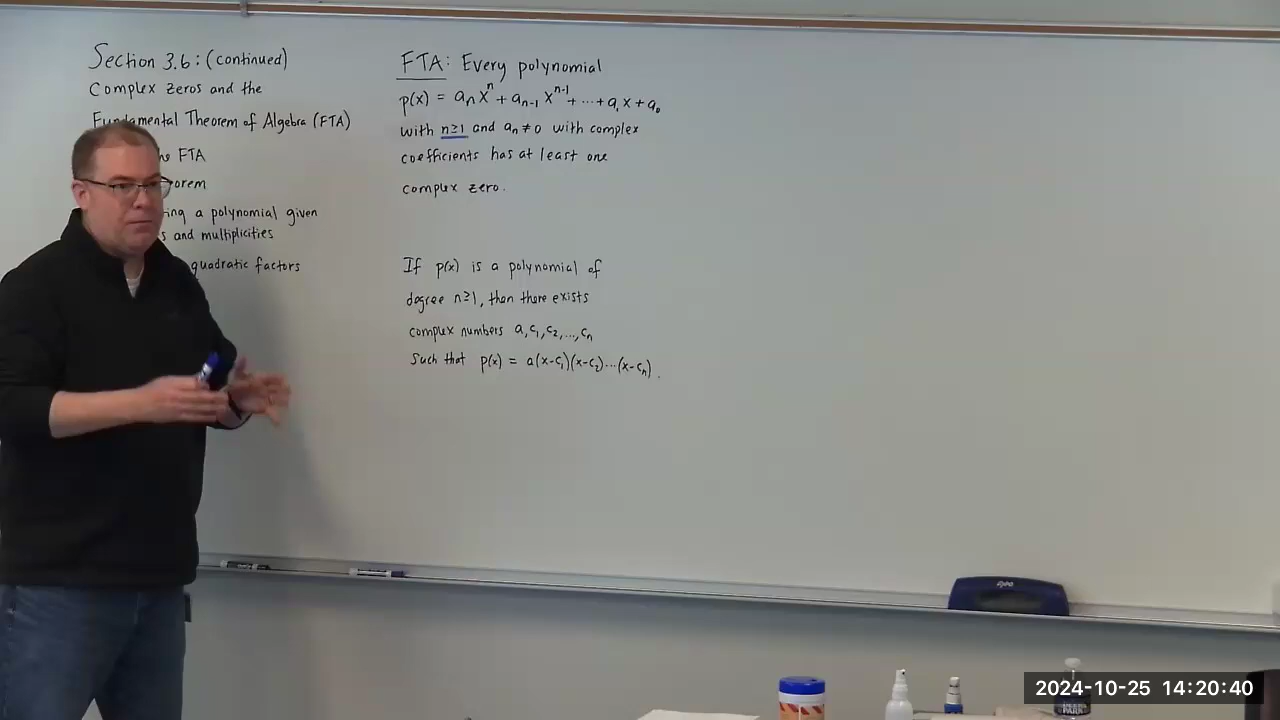 Section 3.6: (continued)
Complex zeros and the
Fundamental Theorem of Algebra (FTA)
FTA
a polynomial given
and multiplicities
quadratic factors
FTA: Every polynomial
p(x) = aₙxⁿ + aₙ₋₁xⁿ⁻¹ + ... + a₁x + a₀
with n≥1 and aₙ≠0 with complex
coefficients has at least one
complex zero.
If p(x) is a polynomial of
degree n≥1, then there exists
complex numbers a, c₁, c₂, ..., cₙ
such that p(x) = a(x-c₁)(x-c₂)...(x-cₙ).
expo
2024-10-25 14:20:40